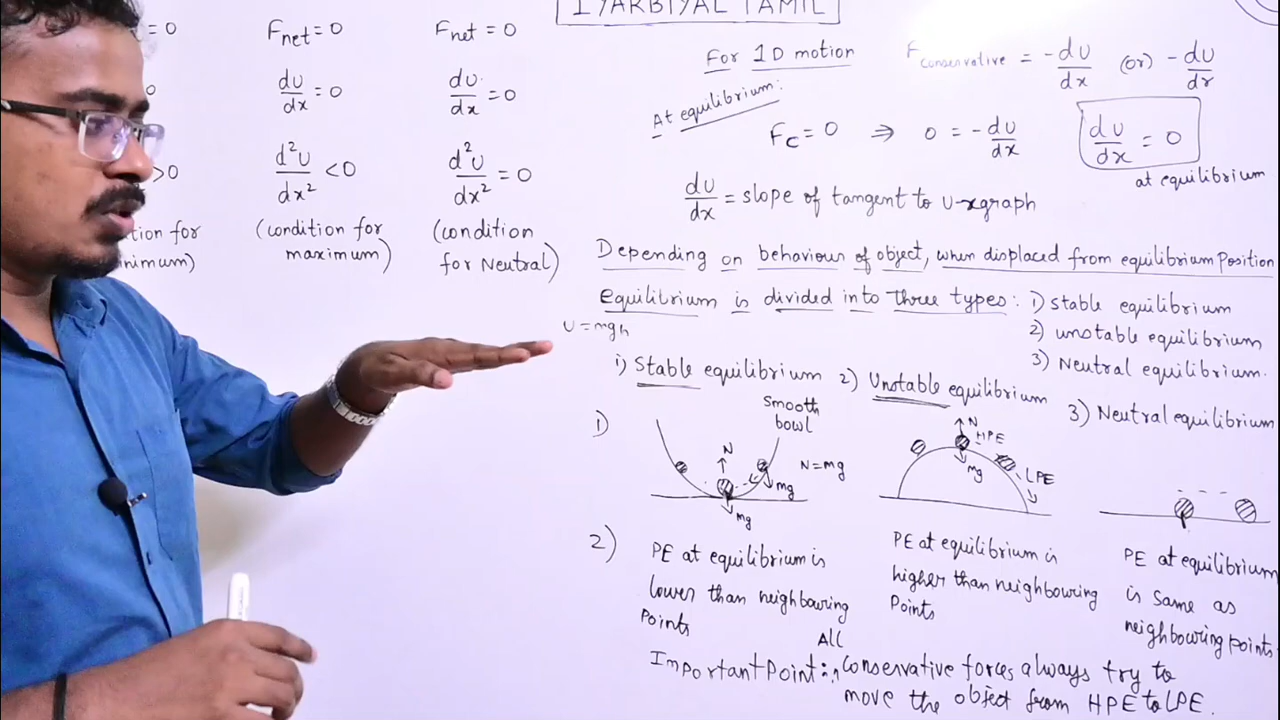 IYARBIYAL TAMIL
= 0
Fnet = 0
Fnet = 0
dU/dx = 0
dU/dx = 0
> 0
d²U/dx² < 0
d²U/dx² = 0
(condition for maximum)
(condition for Neutral)
For 1D motion
Fconservative = -dU/dx (or) -dU/dr
At equilibrium:
Fc = 0 ⇒ 0 = -dU/dx
dU/dx = 0
at equilibrium
dU/dx = slope of tangent to U-x graph
Depending on behaviour of object, when displaced from equilibrium Position
equilibrium is divided into three types: 1) stable equilibrium
2) unstable equilibrium
3) Neutral equilibrium.
U = mgh
1) Stable equilibrium
2) Unstable equilibrium
3) Neutral equilibrium
1)
Smooth
bowl
N
N = mg
mg
mg
N
HPE
mg
LPE
2)
PE at equilibrium is
lower than neighbouring
Points
PE at equilibrium is
higher than neighbouring
Points
PE at equilibrium
is Same as
neighbouring points.
All
Important Point:, conservative forces always try to
move the object from HPE to LPE.